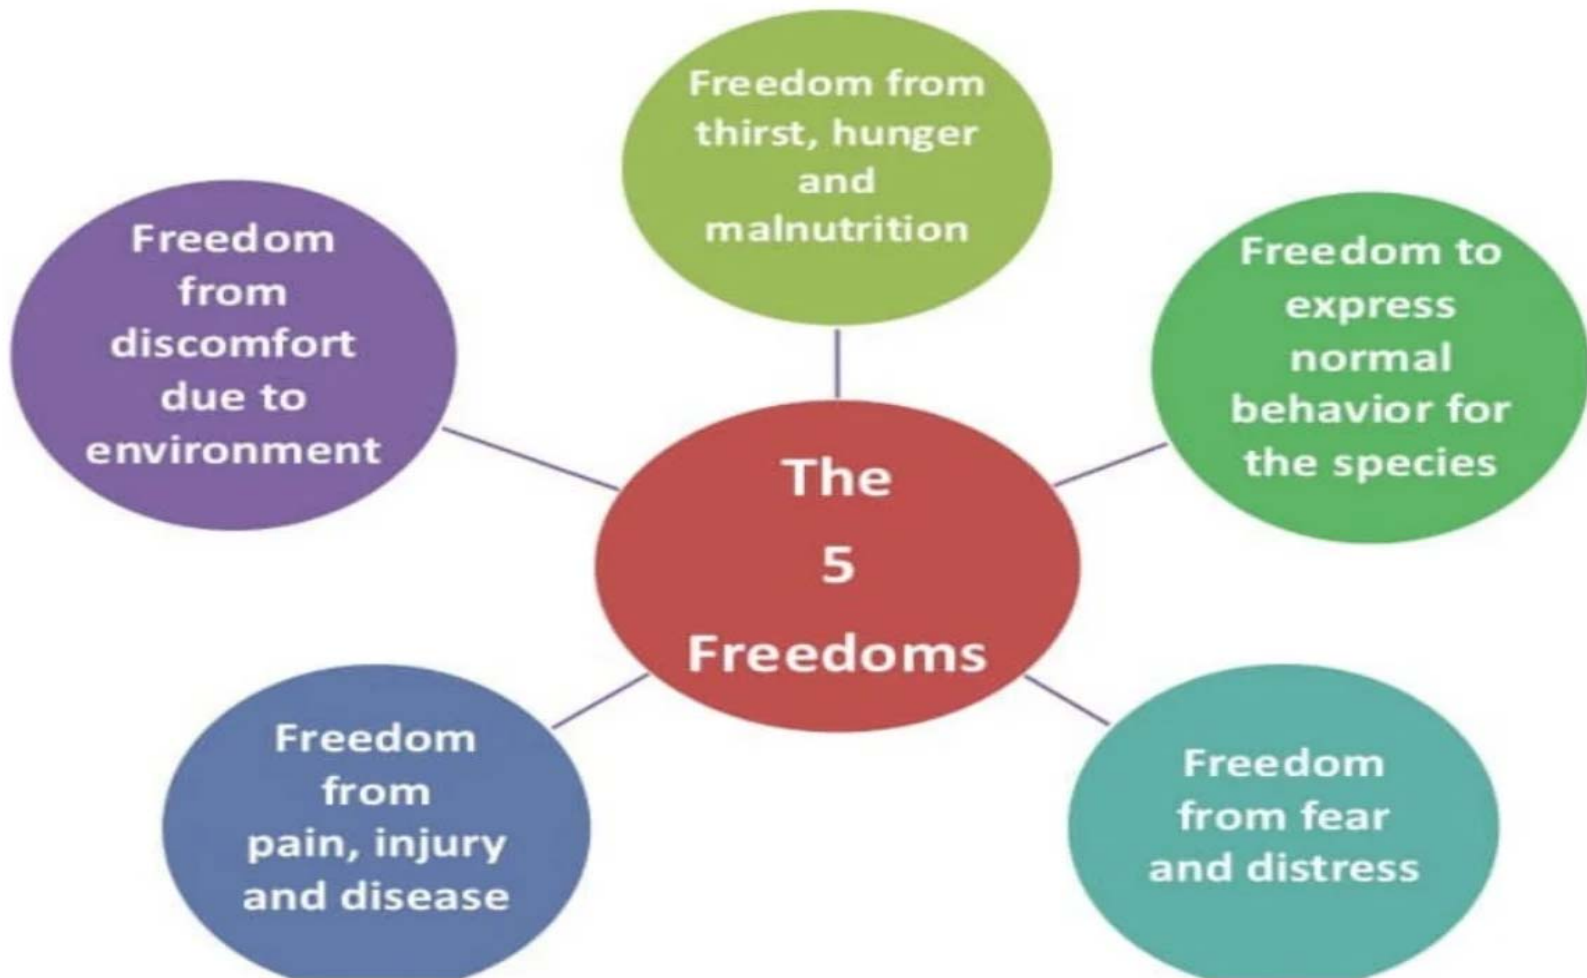 Freedom from
thirst, hunger
and
malnutrition
Freedom
from
discomfort
due to
environment
Freedom to
express
normal
behavior for
the species
The
5
Freedoms
Freedom
from
pain, injury
and disease
Freedom
from fear
and distress